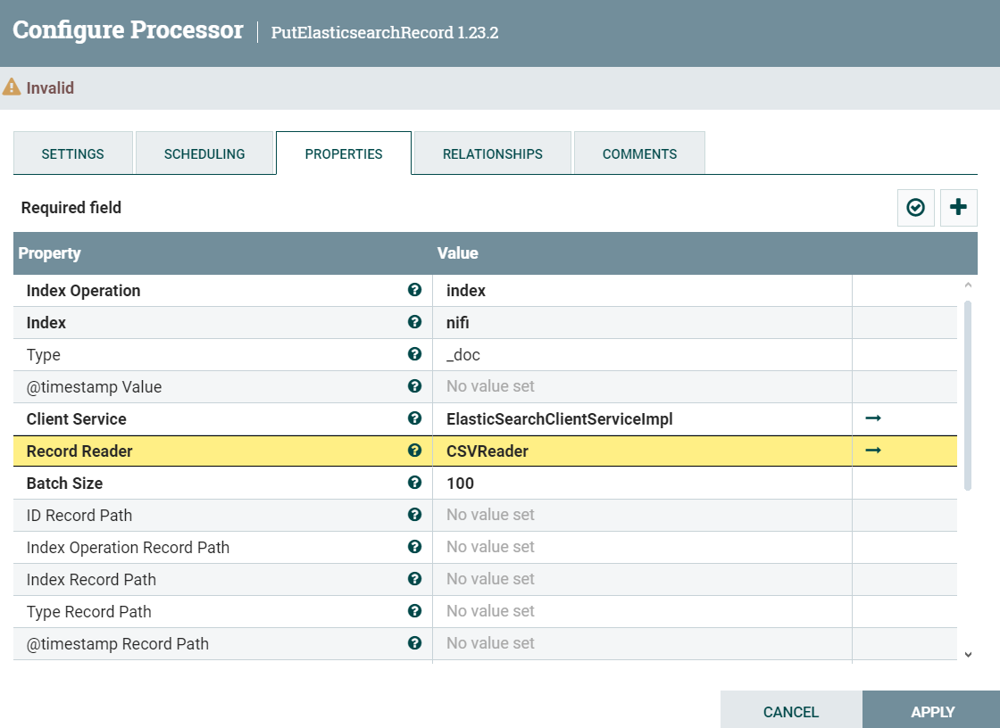 Configure Processor | PutElasticsearchRecord 1.23.2
Invalid
SETTINGS SCHEDULING PROPERTIES RELATIONSHIPS COMMENTS
Required field
Property Value
Index Operation index
Index nifi
Type _doc
@timestamp Value No value set
Client Service ElasticSearchClientServiceImpl
Record Reader CSVReader
Batch Size 100
ID Record Path No value set
Index Operation Record Path No value set
Index Record Path No value set
Type Record Path No value set
@timestamp Record Path No value set
CANCEL APPLY